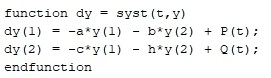 function dy = syst(t,y)
dy(1) = -a*y(1) - b*y(2) + P(t);
dy(2) = -c*y(1) - h*y(2) + Q(t);
endfunction